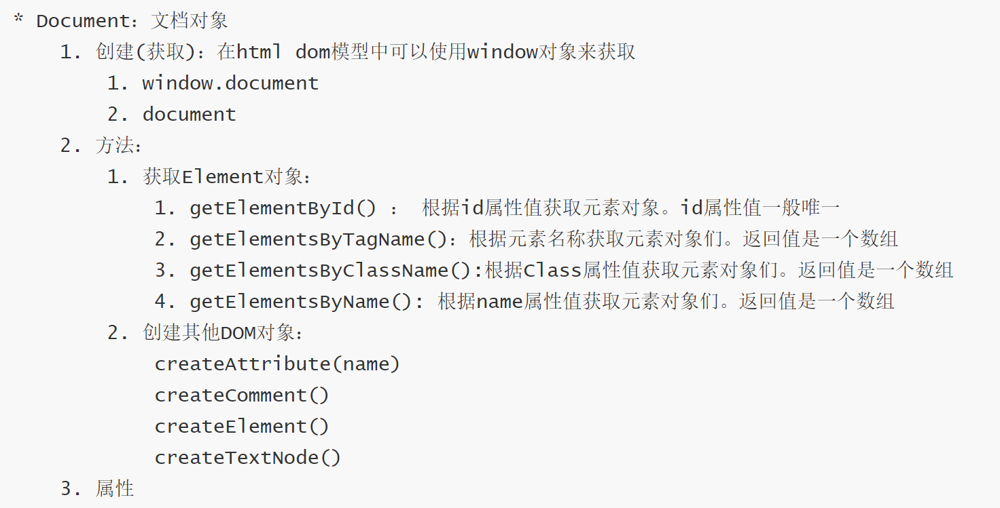 * Document：文档对象
1. 创建(获取)：在html dom模型中可以使用window对象来获取
1. window.document
2. document
2. 方法：
1. 获取Element对象：
1. getElementById() ： 根据id属性值获取元素对象。id属性值一般唯一
2. getElementsByTagName()：根据元素名称获取元素对象们。返回值是一个数组
3. getElementsByClassName():根据Class属性值获取元素对象们。返回值是一个数组
4. getElementsByName(): 根据name属性值获取元素对象们。返回值是一个数组
2. 创建其他DOM对象：
createAttribute(name)
createComment()
createElement()
createTextNode()
3. 属性